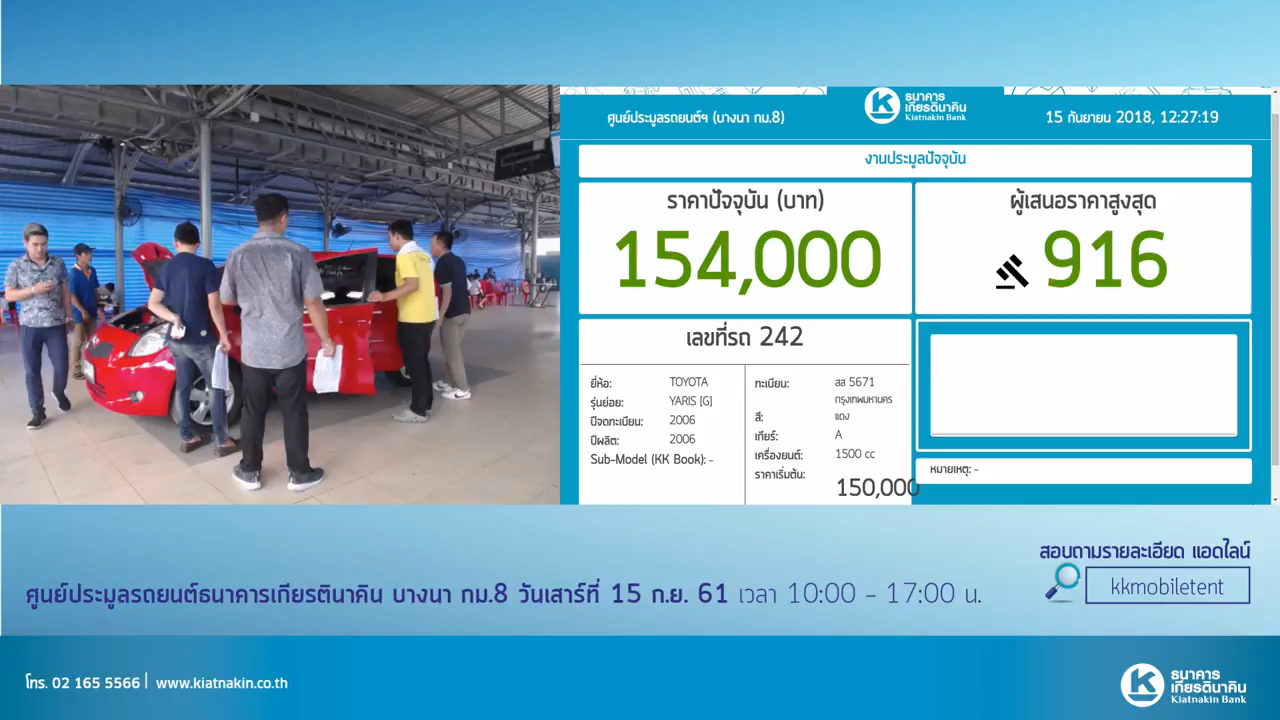 ศูนย์ประมูลรถยนต์ฯ (บางนา กม.8)
ธนาคาร
เกียรตินาคิน
Kiatnakin Bank
15 กันยายน 2018, 12:27:19
งานประมูลปัจจุบัน
ราคาปัจจุบัน (บาท)
154,000
ผู้เสนอราคาสูงสุด
916
เลขที่รถ 242
ยี่ห้อ: TOYOTA
รุ่นย่อย: YARIS [G]
ปีจดทะเบียน: 2006
ปีผลิต: 2006
Sub-Model (KK Book): -
ทะเบียน: สส 5671
กรุงเทพมหานคร
สี: แดง
เกียร์: A
เครื่องยนต์: 1500 cc
ราคาเริ่มต้น: 150,000
หมายเหตุ: -
สอบถามรายละเอียด แอดไลน์
kkmobiletent
ศูนย์ประมูลรถยนต์ธนาคารเกียรตินาคิน บางนา กม.8 วันเสาร์ที่ 15 ก.ย. 61 เวลา 10:00 - 17:00 น.
โทร. 02 165 5566 | www.kiatnakin.co.th
ธนาคาร
เกียรตินาคิน
Kiatnakin Bank